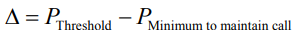 Δ = P_Threshold − P_Minimum to maintain call